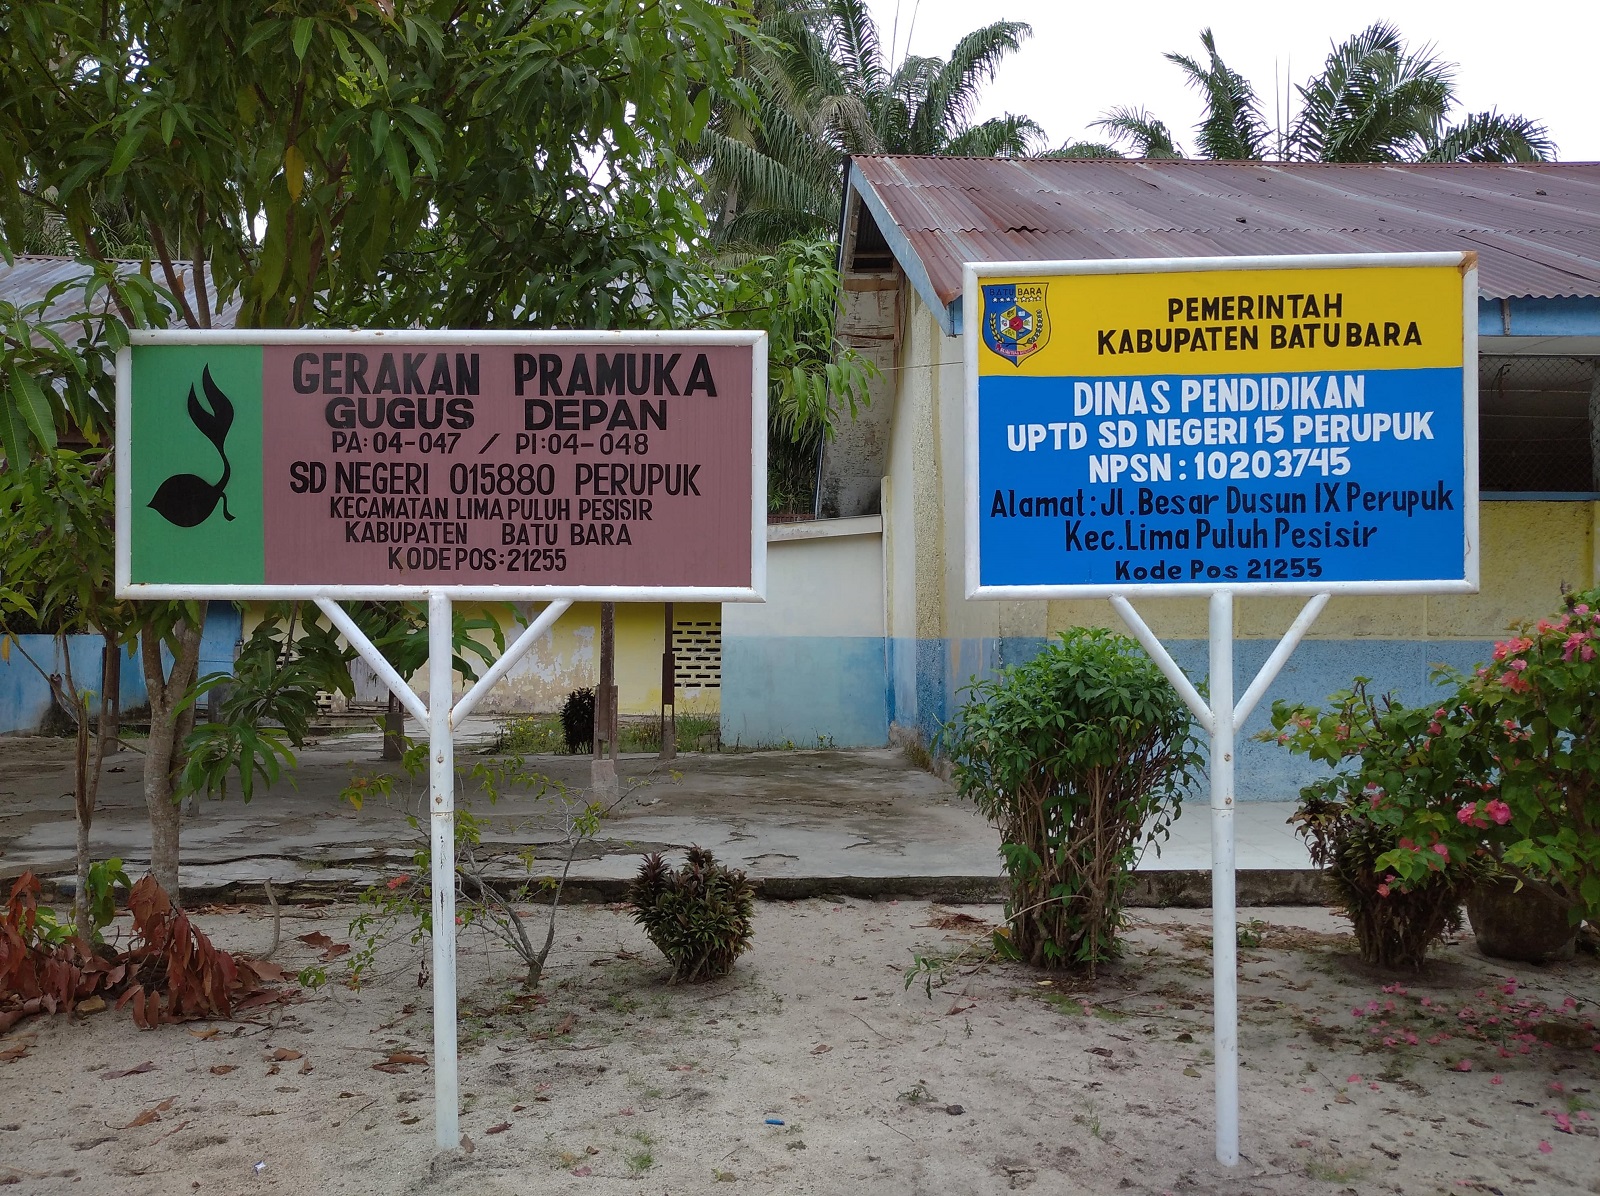 GERAKAN PRAMUKA
GUGUS DEPAN
PA: 04-047 / PI: 04-048
SD NEGERI 015880 PERUPUK
KECAMATAN LIMA PULUH PESISIR
KABUPATEN BATU BARA
KODE POS: 21255
BATU BARA
PEMERINTAH
KABUPATEN BATU BARA
DINAS PENDIDIKAN
UPTD SD NEGERI 15 PERUPUK
NPSN : 10203745
Alamat: Jl. Besar Dusun IX Perupuk
Kec. Lima Puluh Pesisir
Kode Pos 21255